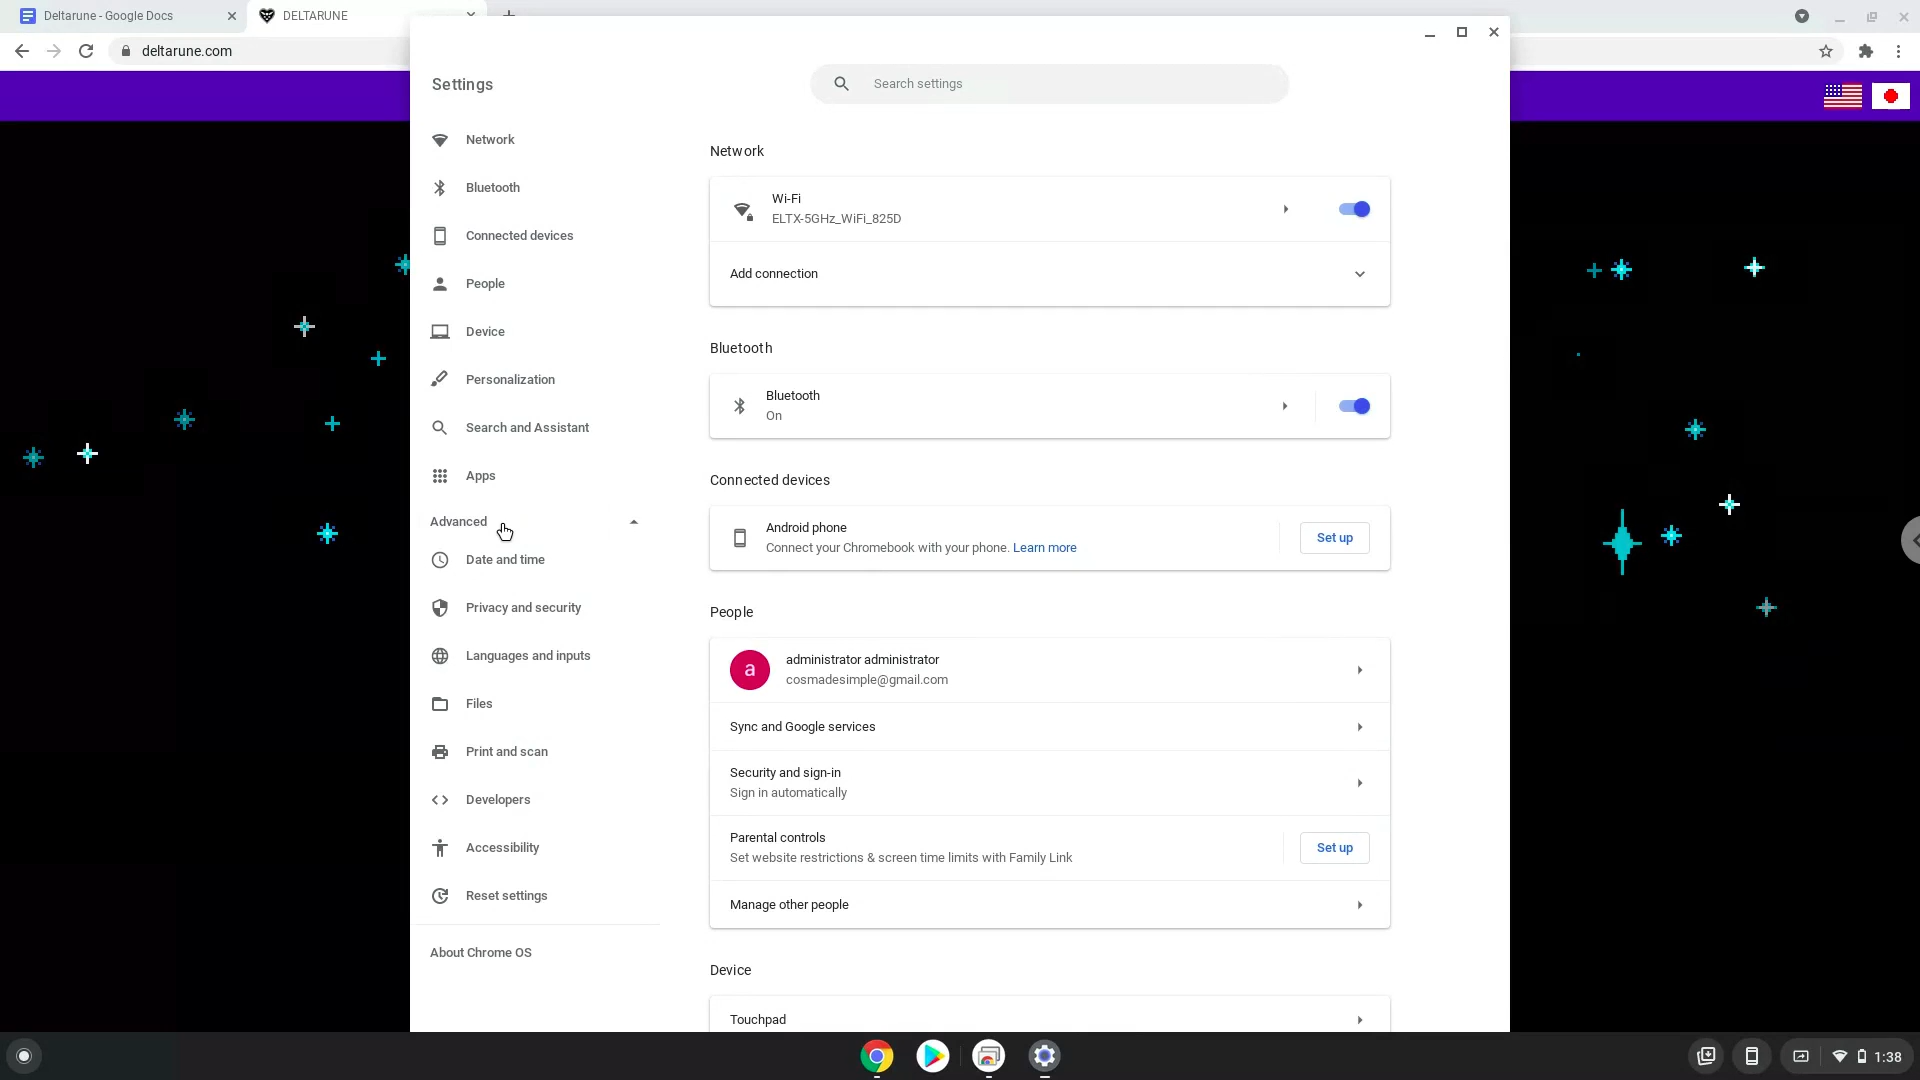 Deltarune - Google Docs
DELTARUNE
deltarune.com
Settings
Search settings
Network
Bluetooth
Connected devices
People
Device
Personalization
Search and Assistant
Apps
Advanced
Date and time
Privacy and security
Languages and inputs
Files
Print and scan
Developers
Accessibility
Reset settings
About Chrome OS
Network
Wi-Fi
ELTX-5GHz_WiFi_825D
Add connection
Bluetooth
Bluetooth
On
Connected devices
Android phone
Connect your Chromebook with your phone. Learn more
Set up
People
a
administrator administrator
cosmadesimple@gmail.com
Sync and Google services
Security and sign-in
Sign in automatically
Parental controls
Set website restrictions & screen time limits with Family Link
Set up
Manage other people
Device
Touchpad
1:38